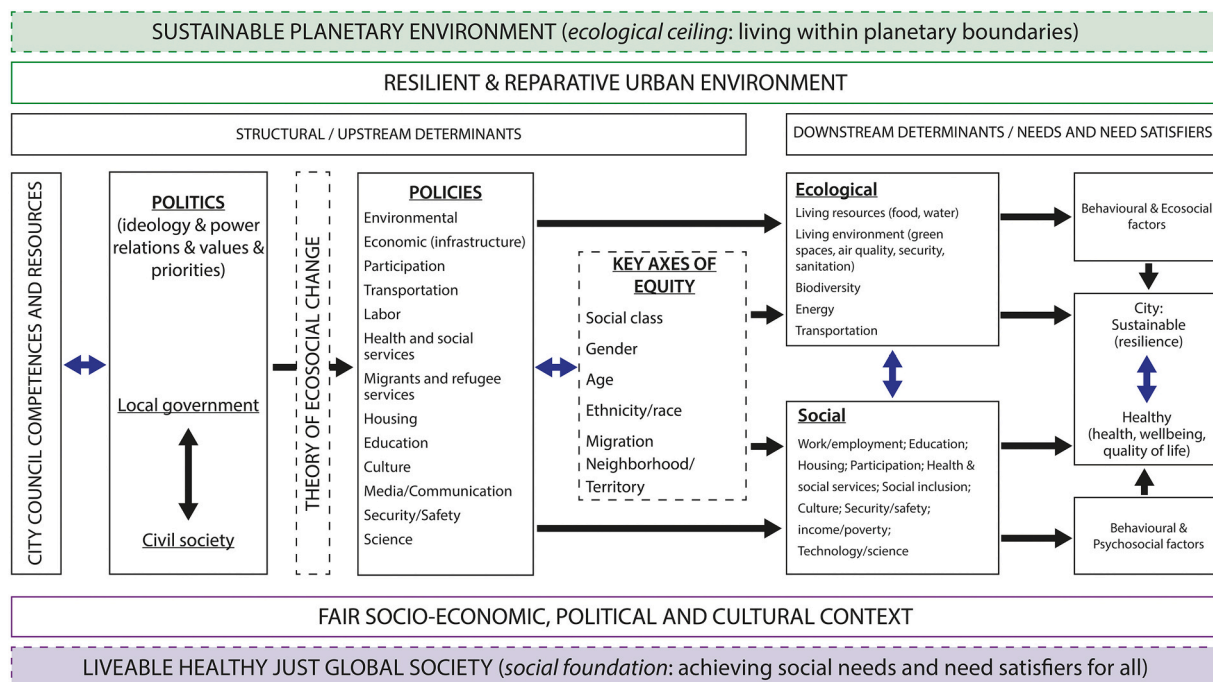 SUSTAINABLE PLANETARY ENVIRONMENT (ecological ceiling: living within planetary boundaries)
RESILIENT & REPARATIVE URBAN ENVIRONMENT
STRUCTURAL / UPSTREAM DETERMINANTS
DOWNSTREAM DETERMINANTS / NEEDS AND NEED SATISFIERS
CITY COUNCIL COMPETENCES AND RESOURCES
POLITICS
(ideology & power
relations & values &
priorities)
Local government
Civil society
THEORY OF ECOSOCIAL CHANGE
POLICIES
Environmental
Economic (infrastructure)
Participation
Transportation
Labor
Health and social
services
Migrants and refugee
services
Housing
Education
Culture
Media/Communication
Security/Safety
Science
KEY AXES OF
EQUITY
Social class
Gender
Age
Ethnicity/race
Migration
Neighborhood/
Territory
Ecological
Living resources (food, water)
Living environment (green
spaces, air quality, security,
sanitation)
Biodiversity
Energy
Transportation
Social
Work/employment; Education;
Housing; Participation; Health &
social services; Social inclusion;
Culture; Security/safety;
income/poverty;
Technology/science
Behavioural & Ecosocial
factors
City:
Sustainable
(resilience)
Healthy
(health, wellbeing,
quality of life)
Behavioural &
Psychosocial factors
FAIR SOCIO-ECONOMIC, POLITICAL AND CULTURAL CONTEXT
LIVEABLE HEALTHY JUST GLOBAL SOCIETY (social foundation: achieving social needs and need satisfiers for all)